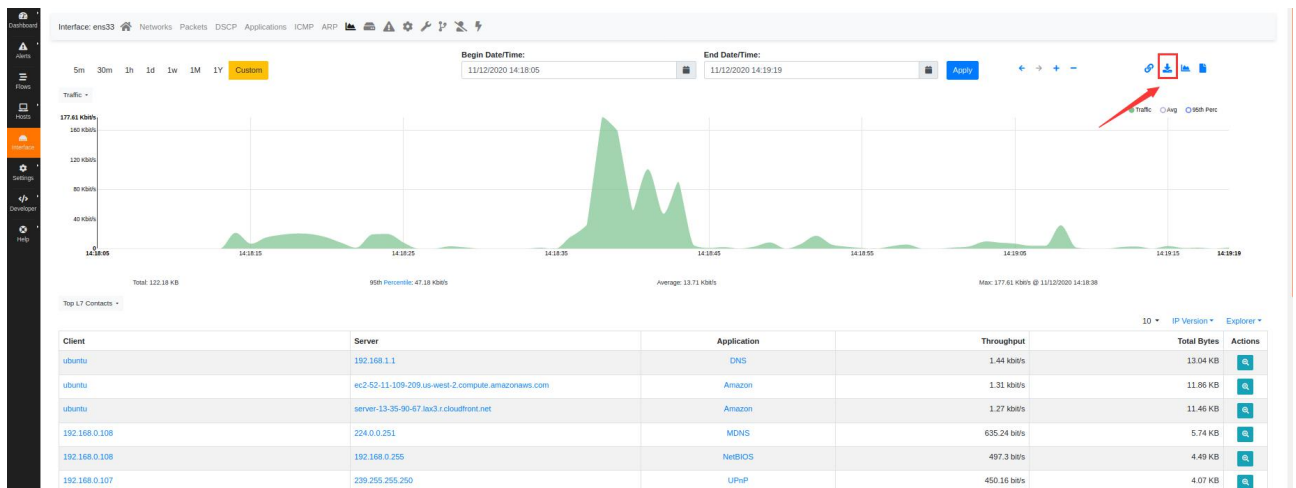 Dashboard
Alerts
Flows
Hosts
Interface
Settings
Developer
Help
Interface: ens33 Networks Packets DSCP Applications ICMP ARP
Begin Date/Time: End Date/Time:
5m 30m 1h 1d 1w 1M 1Y Custom 11/12/2020 14:18:05 11/12/2020 14:19:19 Apply
Traffic
Traffic Avg 95th Perc
177.61 Kbit/s
160 Kbit/s
120 Kbit/s
80 Kbit/s
40 Kbit/s
0
14:18:05 14:18:15 14:18:25 14:18:35 14:18:45 14:18:55 14:19:05 14:19:15 14:19:19
Total: 122.18 KB 95th Percentile: 47.18 Kbit/s Average: 13.71 Kbit/s Max: 177.61 Kbit/s @ 11/12/2020 14:18:38
Top L7 Contacts
10 IP Version Explorer
Client Server Application Throughput Total Bytes Actions
ubuntu 192.168.1.1 DNS 1.44 kbit/s 13.04 KB
ubuntu ec2-52-11-109-209.us-west-2.compute.amazonaws.com Amazon 1.31 kbit/s 11.86 KB
ubuntu server-13-35-90-67.lax3.r.cloudfront.net Amazon 1.27 kbit/s 11.46 KB
192.168.0.108 224.0.0.251 MDNS 635.24 bit/s 5.74 KB
192.168.0.108 192.168.0.255 NetBIOS 497.3 bit/s 4.49 KB
192.168.0.107 239.255.255.250 UPnP 450.16 bit/s 4.07 KB